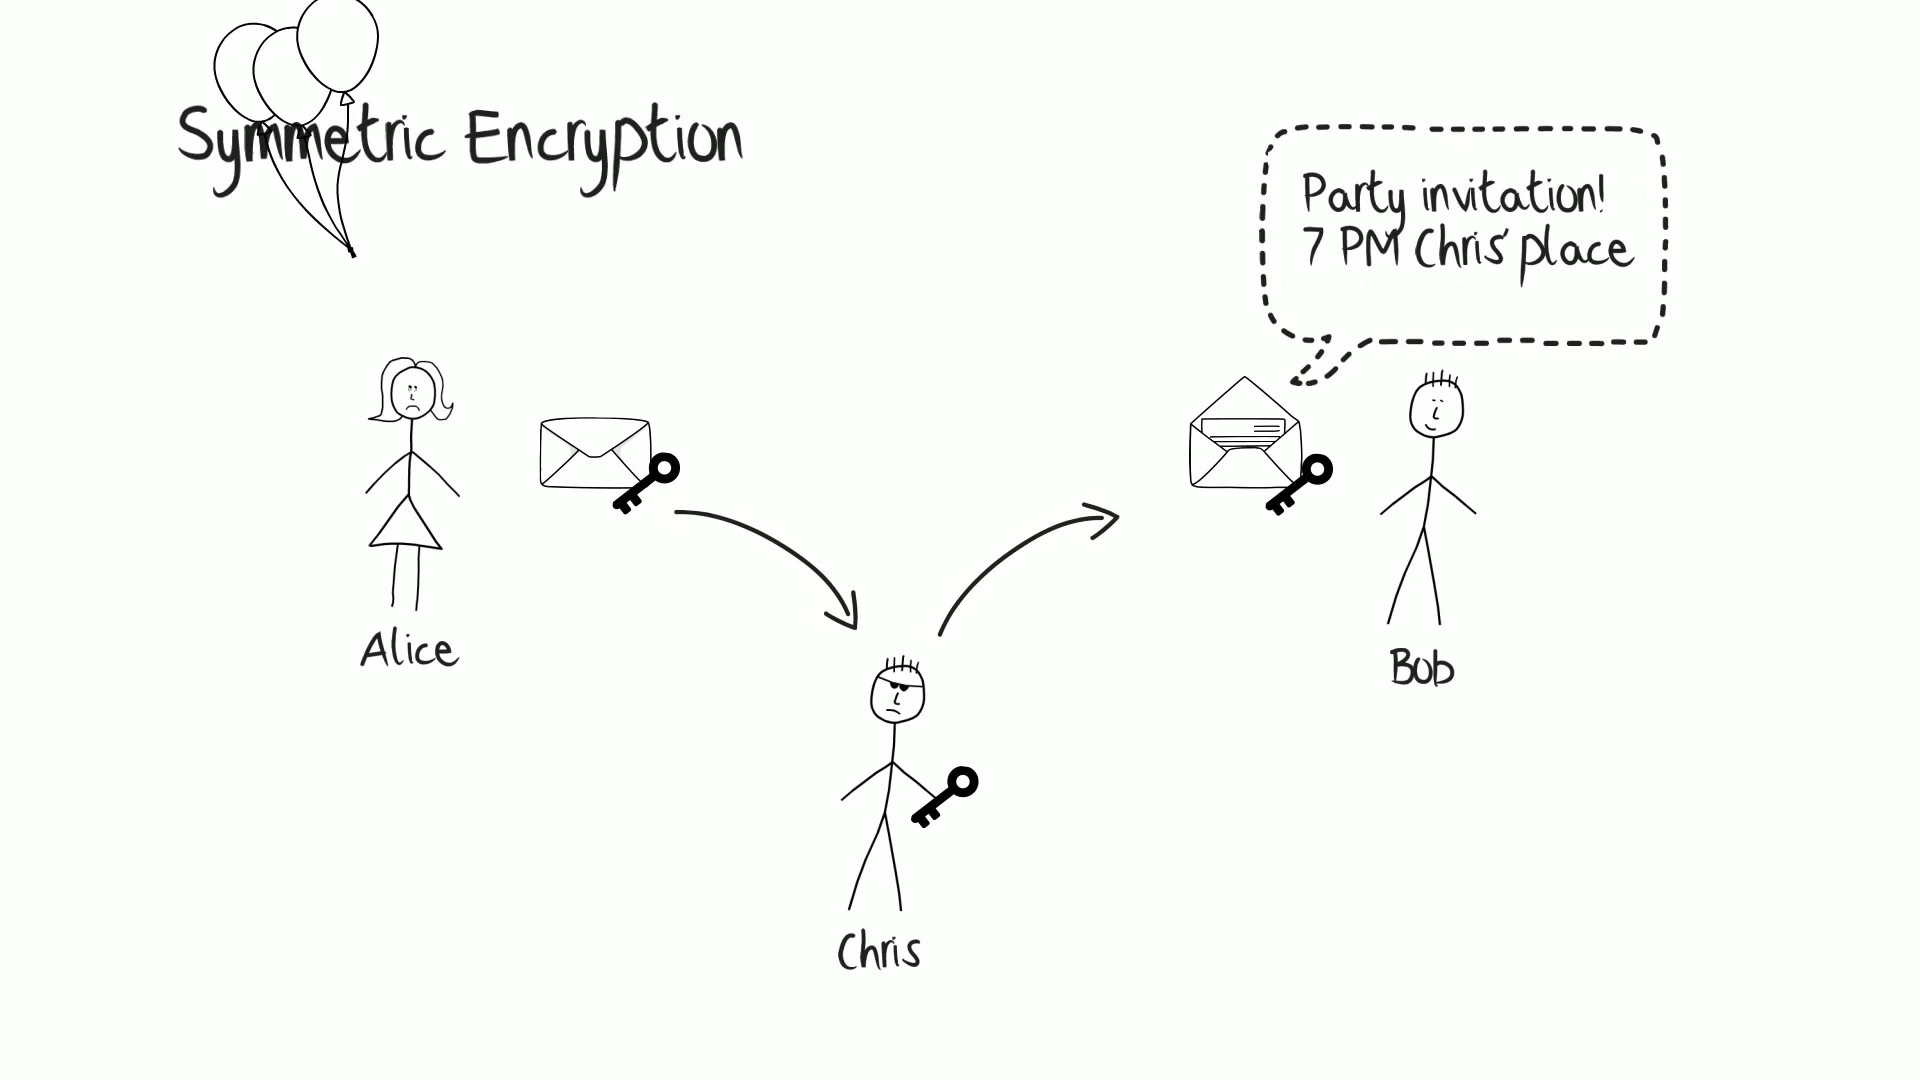 Symmetric Encryption
Party invitation!
7 PM Chris' place
Alice
Bob
Chris